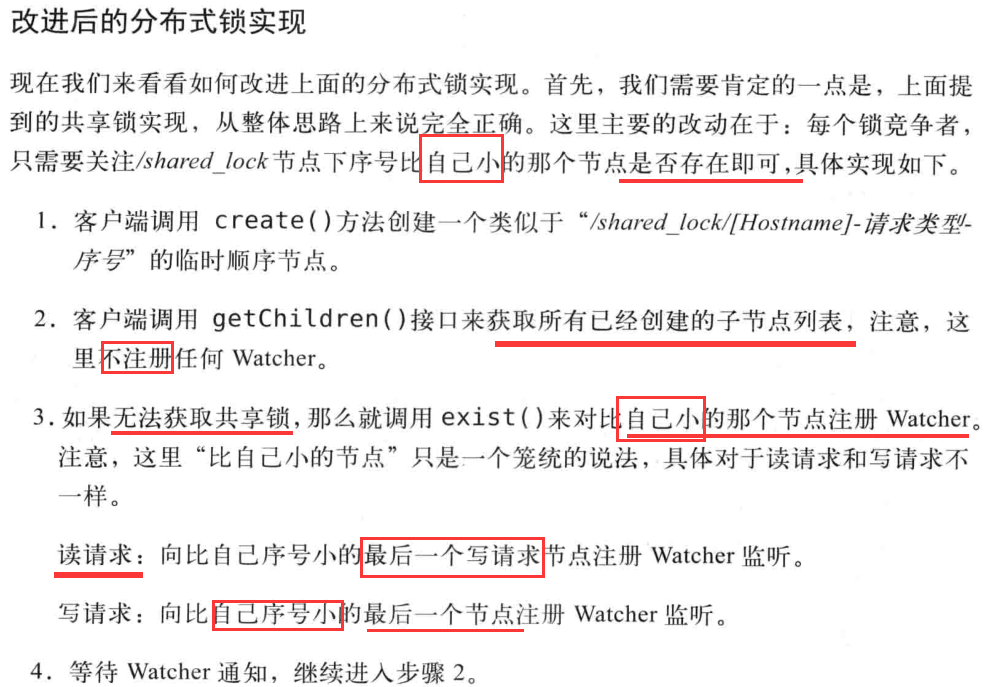 改进后的分布式锁实现
现在我们来看看如何改进上面的分布式锁实现。首先，我们需要肯定的一点是，上面提
到的共享锁实现，从整体思路上来说完全正确。这里主要的改动在于：每个锁竞争者，
只需要关注/shared_lock节点下序号比自己小的那个节点是否存在即可，具体实现如下。
1. 客户端调用 create()方法创建一个类似于“/shared_lock/[Hostname]-请求类型-
序号”的临时顺序节点。
2. 客户端调用 getChildren()接口来获取所有已经创建的子节点列表，注意，这
里不注册任何 Watcher。
3. 如果无法获取共享锁，那么就调用 exist()来对比自己小的那个节点注册 Watcher。
注意，这里“比自己小的节点”只是一个笼统的说法，具体对于读请求和写请求不
一样。
读请求：向比自己序号小的最后一个写请求节点注册 Watcher 监听。
写请求：向比自己序号小的最后一个节点注册 Watcher 监听。
4. 等待 Watcher 通知，继续进入步骤 2。